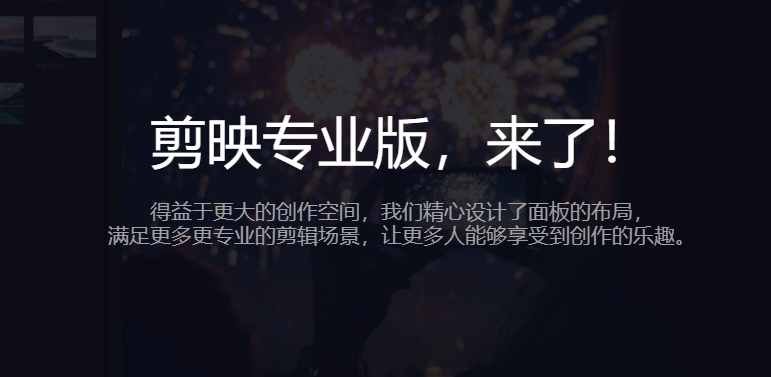 剪映专业版，来了！
得益于更大的创作空间，我们精心设计了面板的布局，
满足更多更专业的剪辑场景，让更多人能够享受到创作的乐趣。